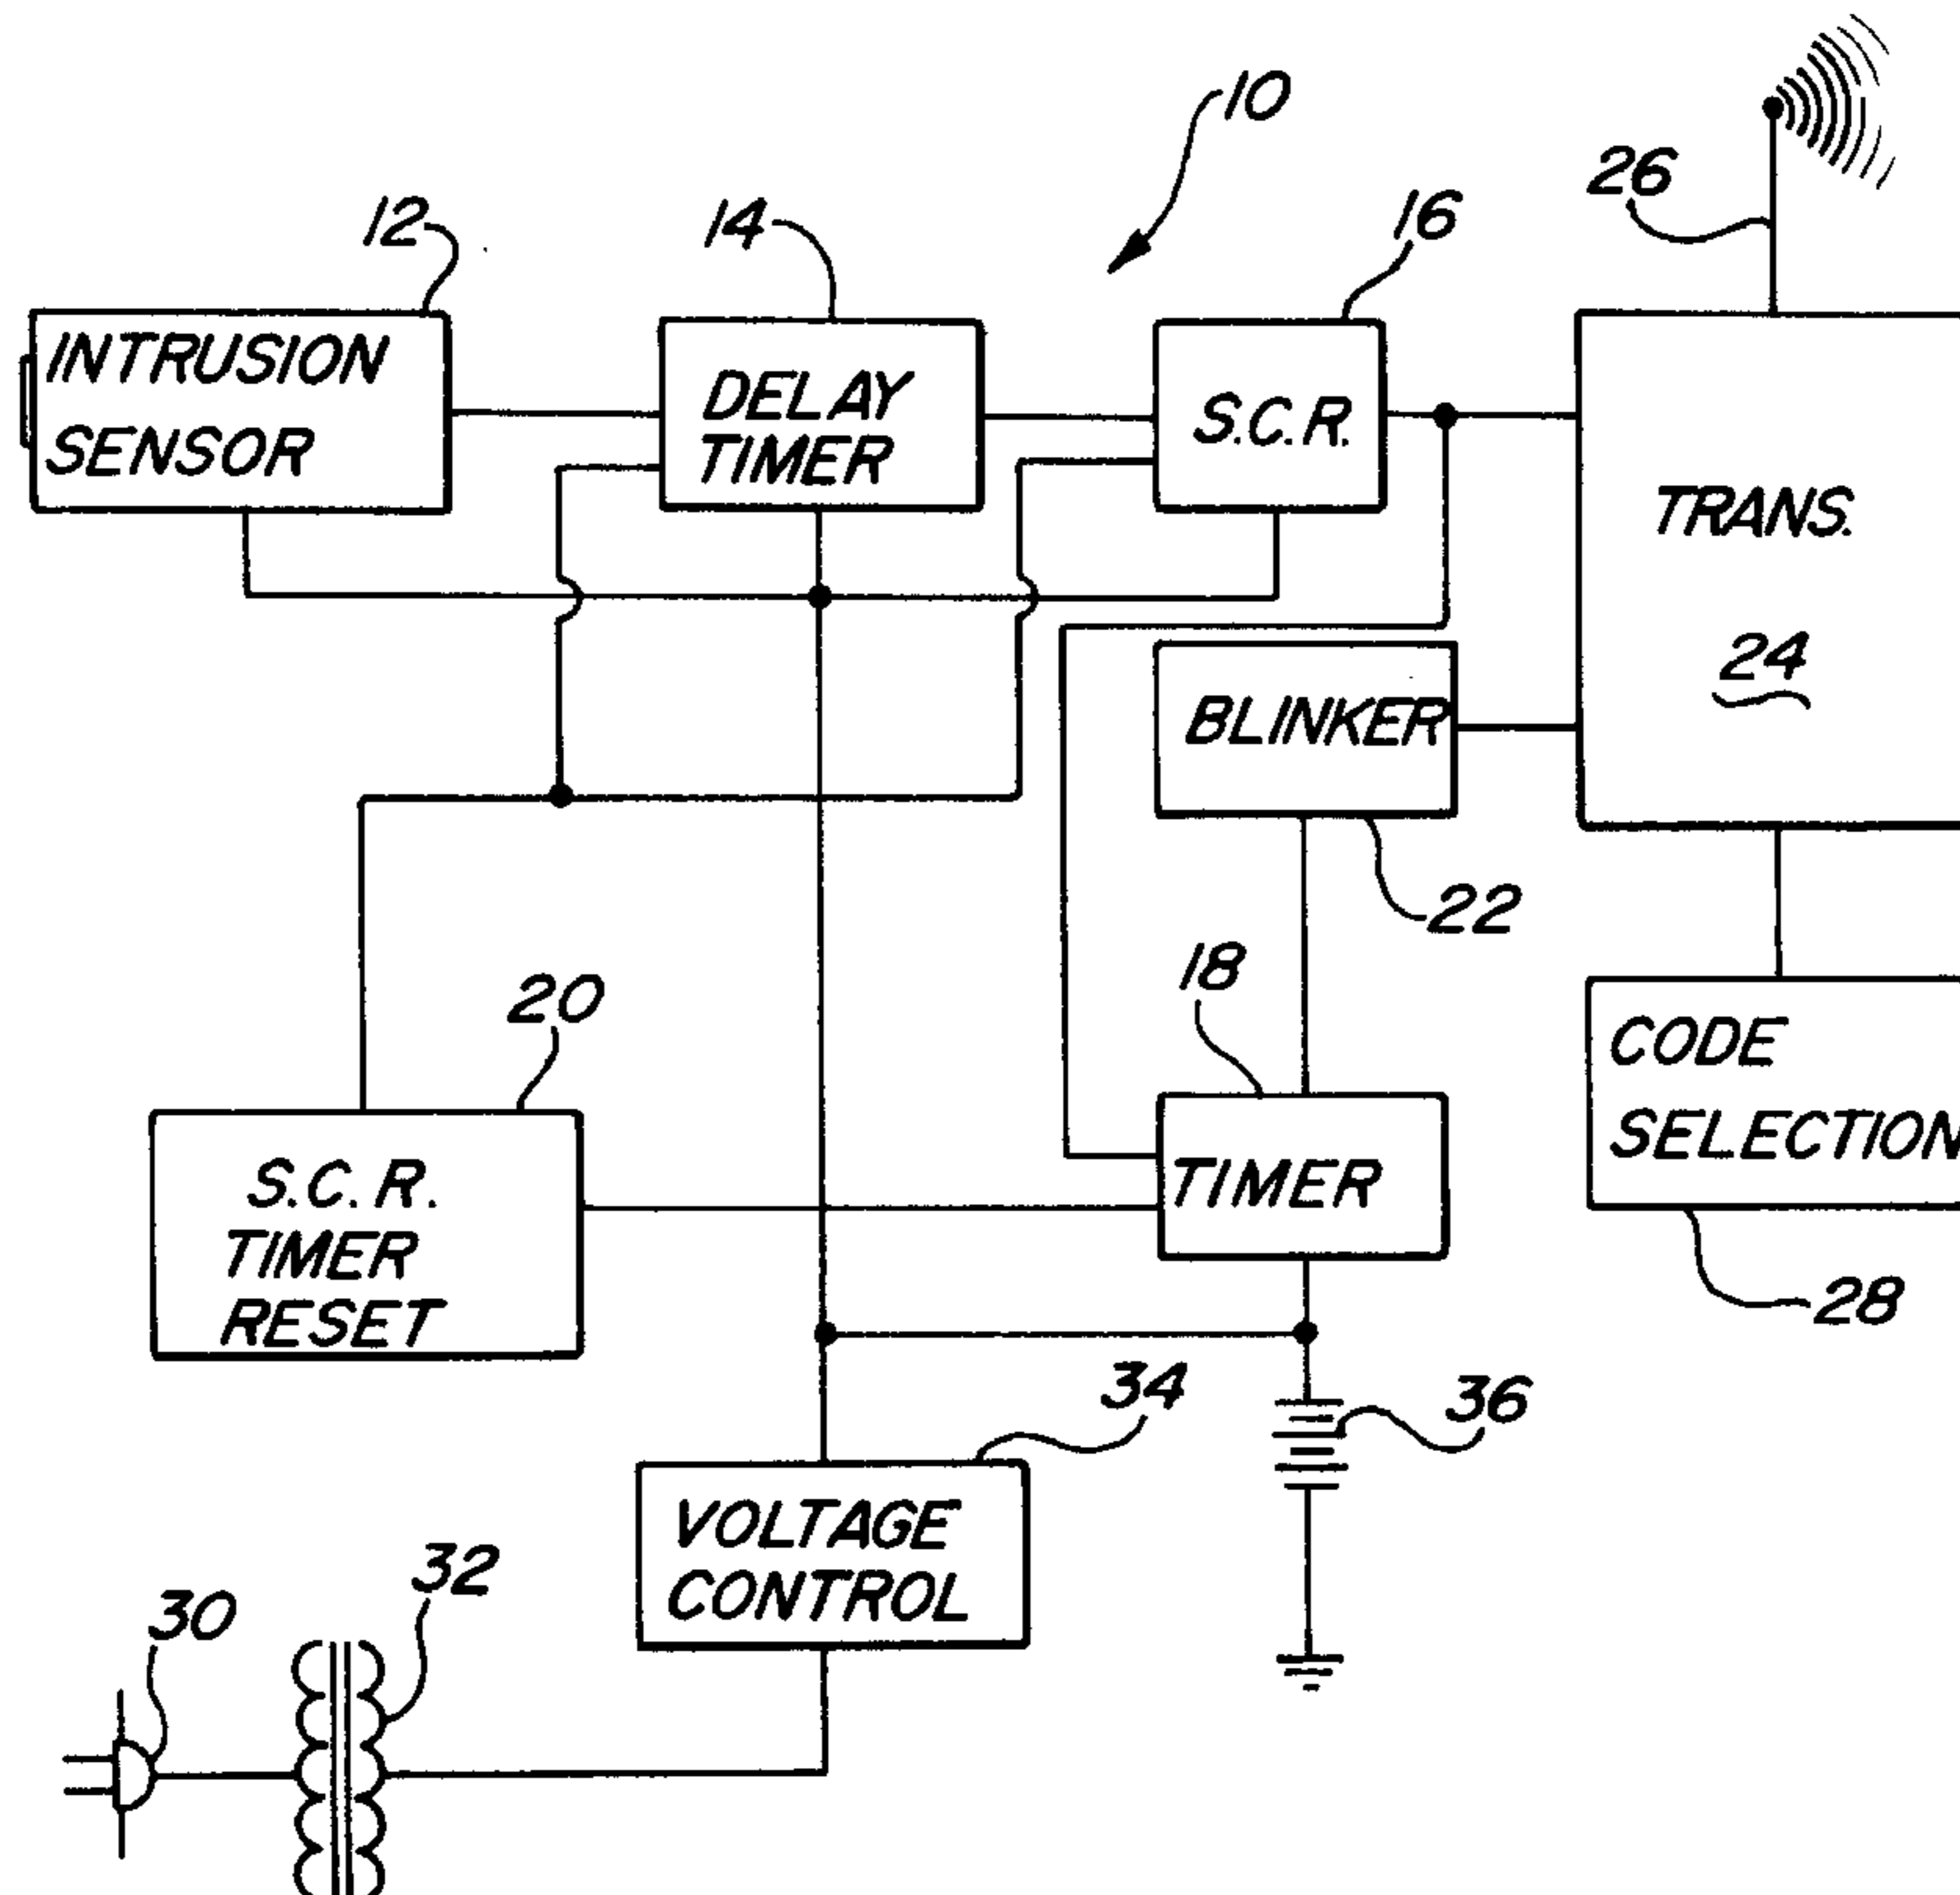 10
26
12
14
16
INTRUSION
SENSOR
DELAY
TIMER
S.C.R.
TRANS.
24
BLINKER
22
18
20
CODE
SELECTION
S.C.R.
TIMER
RESET
TIMER
28
34
36
VOLTAGE
CONTROL
32
30